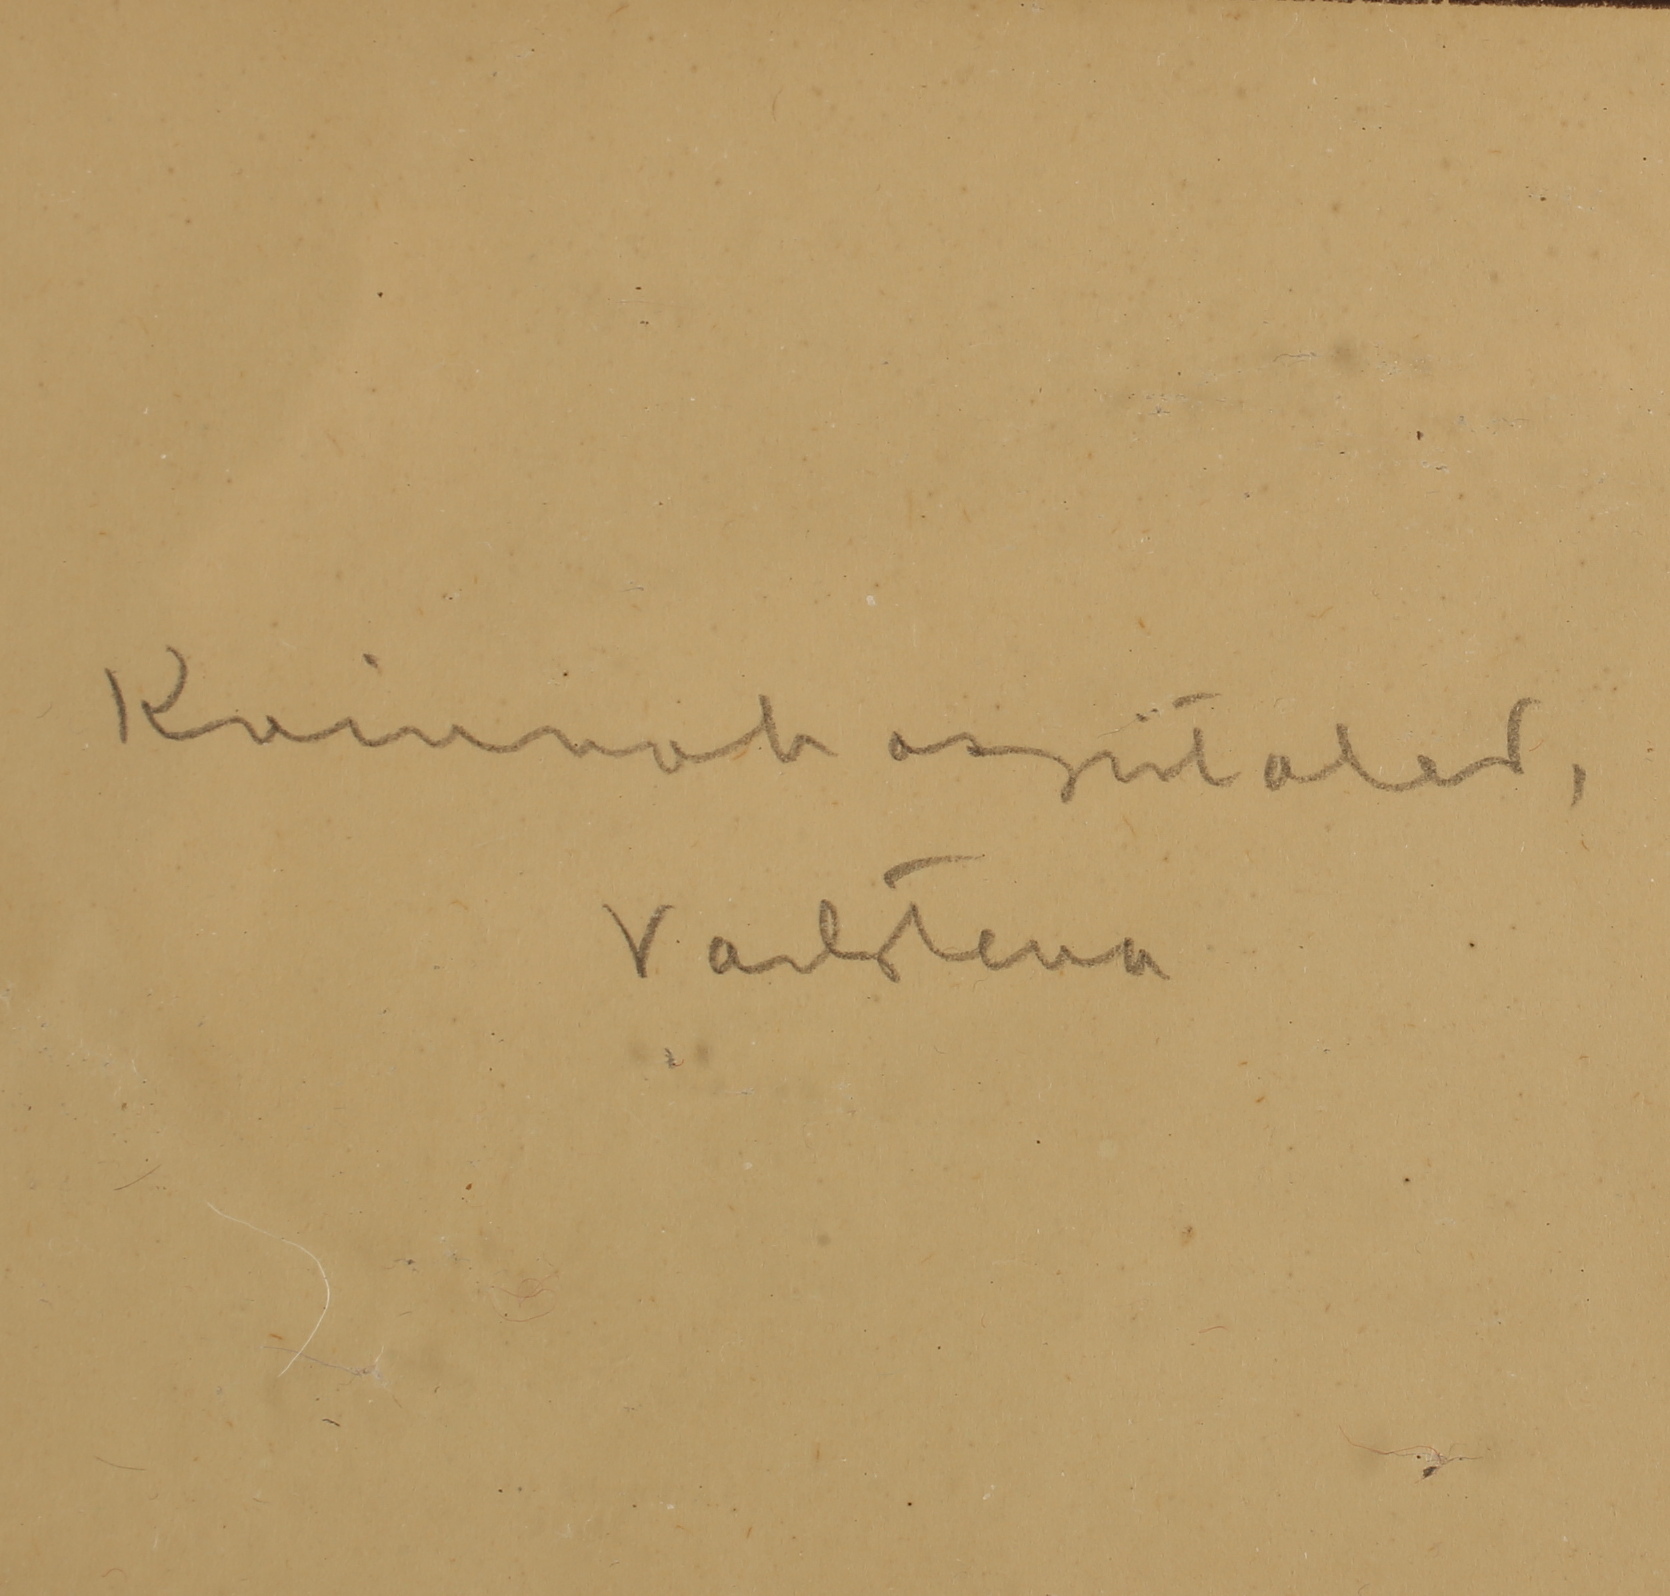 Kvinnohospitalet,
Vadstena